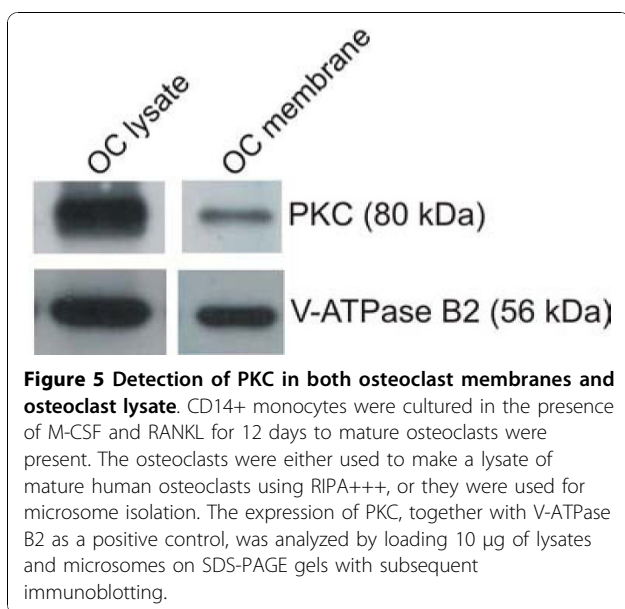 OC lysate
OC membrane
PKC (80 kDa)
V-ATPase B2 (56 kDa)
Figure 5 Detection of PKC in both osteoclast membranes and
osteoclast lysate. CD14+ monocytes were cultured in the presence
of M-CSF and RANKL for 12 days to mature osteoclasts were
present. The osteoclasts were either used to make a lysate of
mature human osteoclasts using RIPA+++, or they were used for
microsome isolation. The expression of PKC, together with V-ATPase
B2 as a positive control, was analyzed by loading 10 μg of lysates
and microsomes on SDS-PAGE gels with subsequent
immunoblotting.